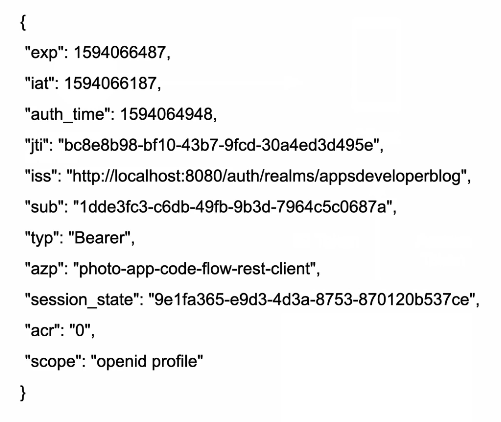 {
"exp": 1594066487,
"iat": 1594066187,
"auth_time": 1594064948,
"jti": "bc8e8b98-bf10-43b7-9fcd-30a4ed3d495e",
"iss": "http://localhost:8080/auth/realms/appsdeveloperblog",
"sub": "1dde3fc3-c6db-49fb-9b3d-7964c5c0687a",
"typ": "Bearer",
"azp": "photo-app-code-flow-rest-client",
"session_state": "9e1fa365-e9d3-4d3a-8753-870120b537ce",
"acr": "0",
"scope": "openid profile"
}